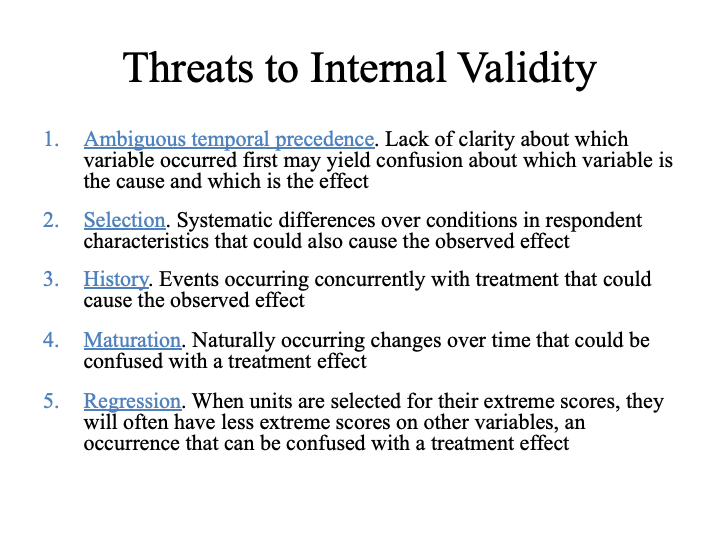 Threats to Internal Validity
1. Ambiguous temporal precedence. Lack of clarity about which
variable occurred first may yield confusion about which variable is
the cause and which is the effect
2. Selection. Systematic differences over conditions in respondent
characteristics that could also cause the observed effect
3. History. Events occurring concurrently with treatment that could
cause the observed effect
4. Maturation. Naturally occurring changes over time that could be
confused with a treatment effect
5. Regression. When units are selected for their extreme scores, they
will often have less extreme scores on other variables, an
occurrence that can be confused with a treatment effect